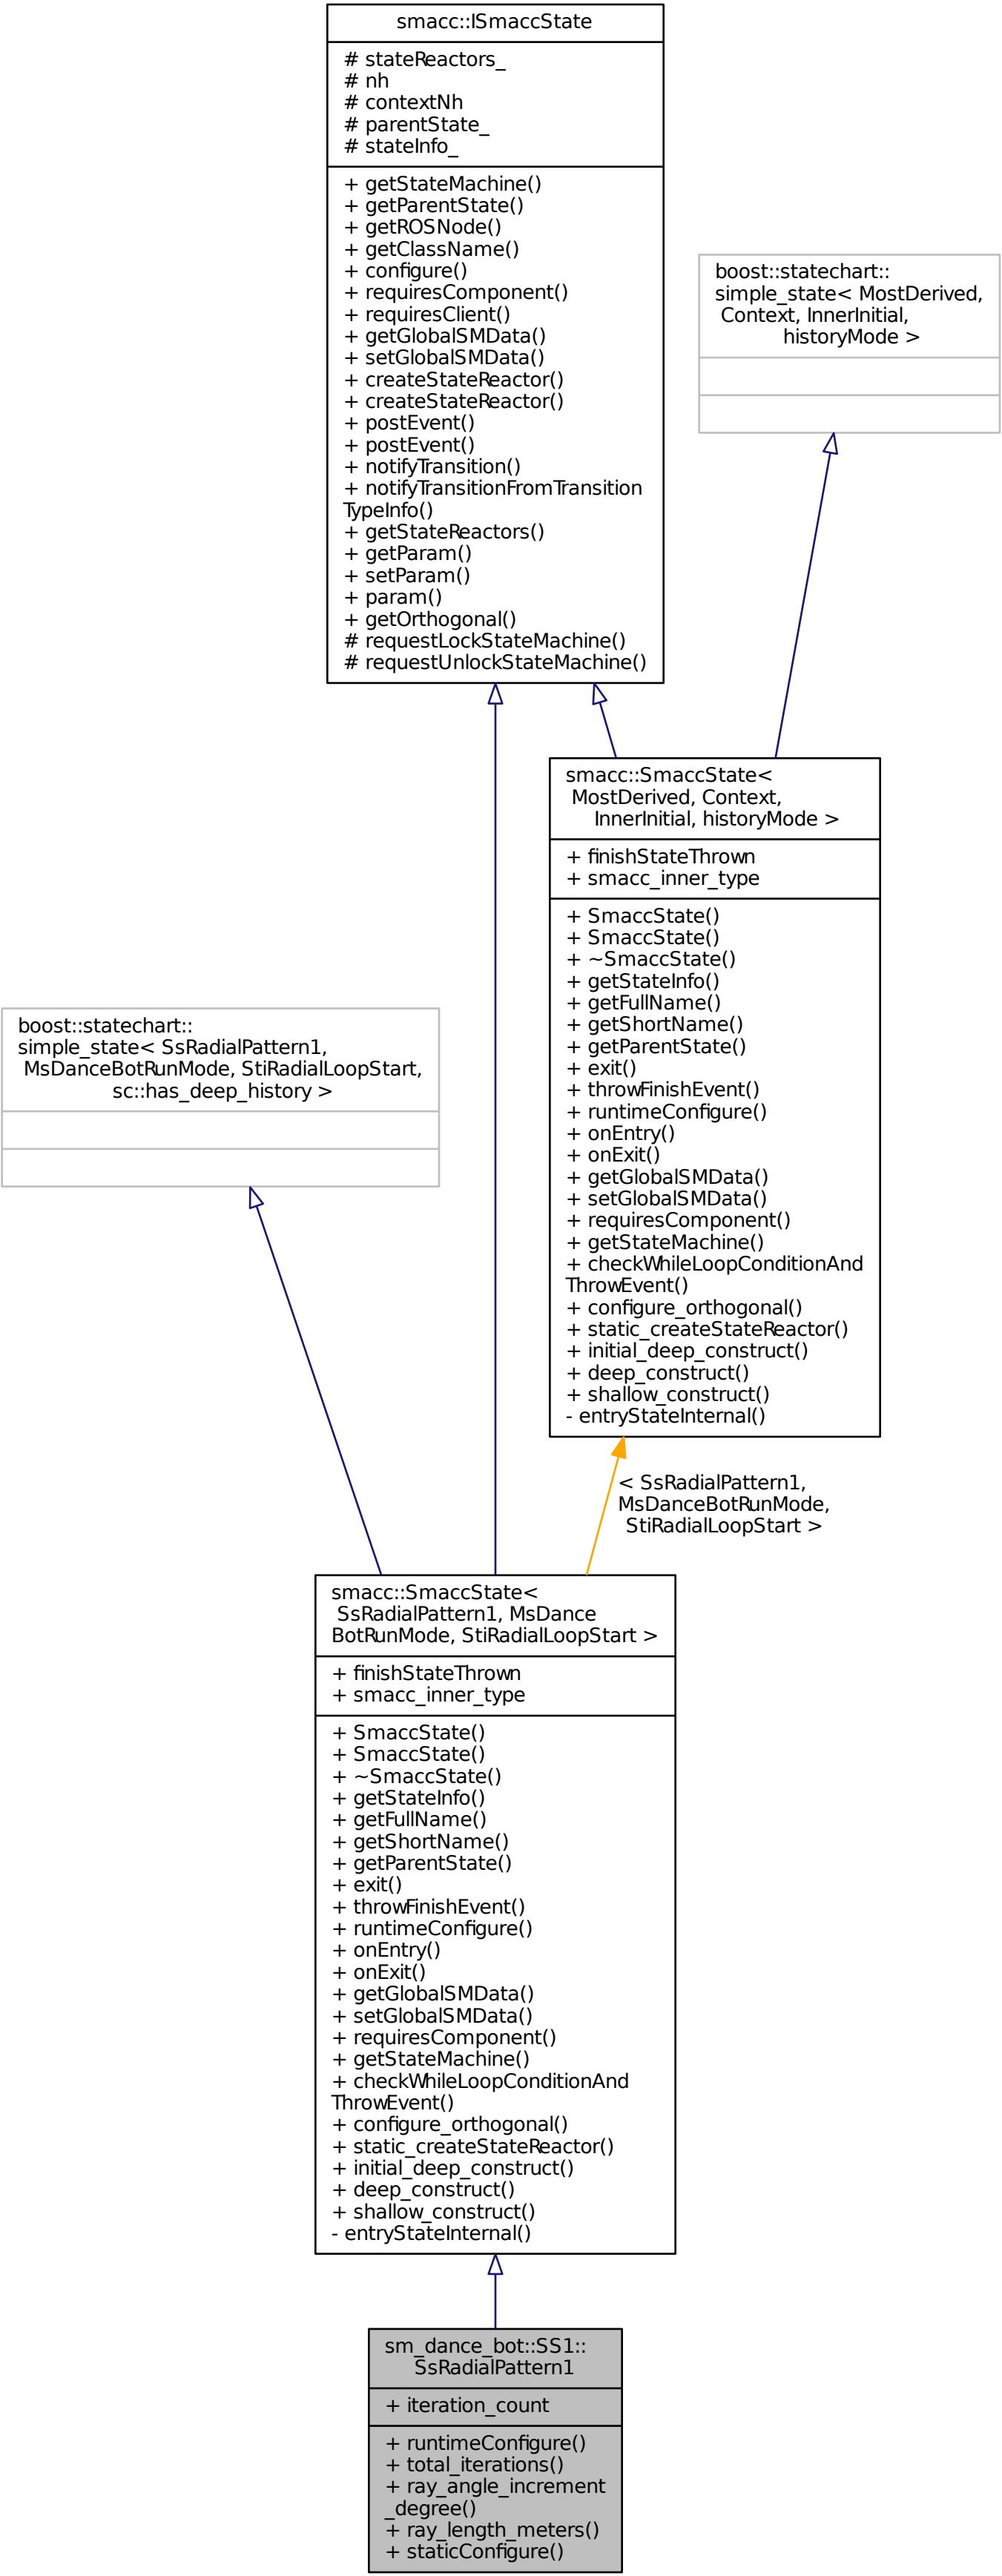 smacc::ISmaccState
# stateReactors_
# nh
# contextNh
# parentState_
# stateInfo_
+ getStateMachine()
+ getParentState()
+ getROSNode()
+ getClassName()
+ configure()
+ requiresComponent()
+ requiresClient()
+ getGlobalSMData()
+ setGlobalSMData()
+ createStateReactor()
+ createStateReactor()
+ postEvent()
+ postEvent()
+ notifyTransition()
+ notifyTransitionFromTransition
TypeInfo()
+ getStateReactors()
+ getParam()
+ setParam()
+ param()
+ getOrthogonal()
# requestLockStateMachine()
# requestUnlockStateMachine()
boost::statechart::
simple_state< MostDerived,
Context, InnerInitial,
historyMode >
smacc::SmaccState<
MostDerived, Context,
InnerInitial, historyMode >
+ finishStateThrown
+ smacc_inner_type
+ SmaccState()
+ SmaccState()
+ ~SmaccState()
+ getStateInfo()
+ getFullName()
+ getShortName()
+ getParentState()
+ exit()
+ throwFinishEvent()
+ runtimeConfigure()
+ onEntry()
+ onExit()
+ getGlobalSMData()
+ setGlobalSMData()
+ requiresComponent()
+ getStateMachine()
+ checkWhileLoopConditionAnd
ThrowEvent()
+ configure_orthogonal()
+ static_createStateReactor()
+ initial_deep_construct()
+ deep_construct()
+ shallow_construct()
- entryStateInternal()
boost::statechart::
simple_state< SsRadialPattern1,
MsDanceBotRunMode, StiRadialLoopStart,
sc::has_deep_history >
< SsRadialPattern1,
MsDanceBotRunMode,
StiRadialLoopStart >
smacc::SmaccState<
SsRadialPattern1, MsDance
BotRunMode, StiRadialLoopStart >
+ finishStateThrown
+ smacc_inner_type
+ SmaccState()
+ SmaccState()
+ ~SmaccState()
+ getStateInfo()
+ getFullName()
+ getShortName()
+ getParentState()
+ exit()
+ throwFinishEvent()
+ runtimeConfigure()
+ onEntry()
+ onExit()
+ getGlobalSMData()
+ setGlobalSMData()
+ requiresComponent()
+ getStateMachine()
+ checkWhileLoopConditionAnd
ThrowEvent()
+ configure_orthogonal()
+ static_createStateReactor()
+ initial_deep_construct()
+ deep_construct()
+ shallow_construct()
- entryStateInternal()
sm_dance_bot::SS1::
SsRadialPattern1
+ iteration_count
+ runtimeConfigure()
+ total_iterations()
+ ray_angle_increment
_degree()
+ ray_length_meters()
+ staticConfigure()